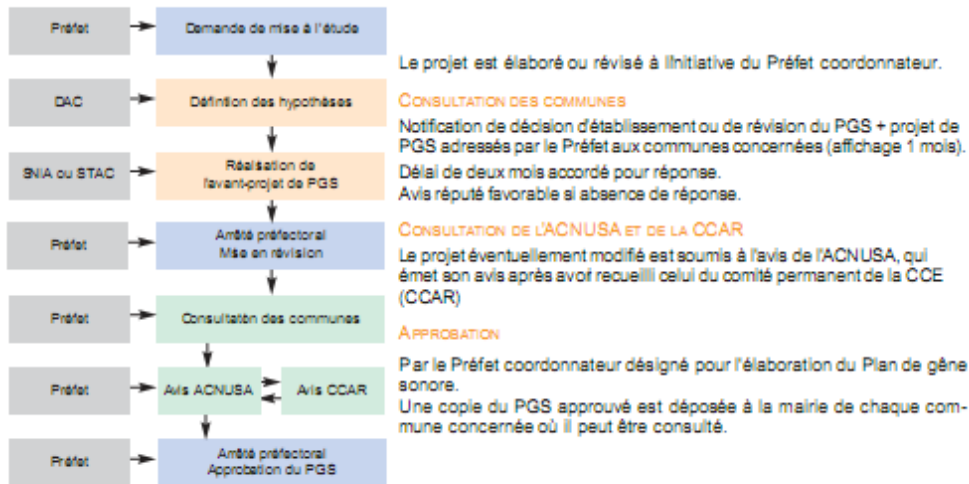 Préfet
Demande de mise à l'étude
DAC
Défintion des hypothèses
SNIA ou STAC
Réalsation de
l'avant-projet de PGS
Préfet
Arrêté préfectoral
Mse en révision
Préfet
Consultatôn des communes
Préfet
Avis ACNUSA
Avis CCAR
Préfet
Arrêté préfectoral
Approbation du PGS
Le projet est élaboré ou révisé à lInitiative du Préfet coordonnateur.
CONSULTATION DES COMMUNES
Notification de décision d'établissement ou de révision du PGS + projet de
PGS adressés par le Préfet aux communes concernées (affichage 1 mois).
Délai de deux mois accordé pour réponse.
Avis réputé favorable si absence de réponse.
CONSULTATION DE L'ACNUSA ET DE LA CCAR
Le projet éventuellement modifié est soumis à l'avis de l'ACNUSA, qui
émet son avis après avoir recueilli celui du comité permanent de la CCE
(CCAR)
APPROBATION
Par le Préfet coordonnateur désigné pour l'élaboration du Plan de gêne
sonore.
Une copie du PGS approuvé est déposée à la mairie de chaque com-
mune concernée où il peut être consulté.